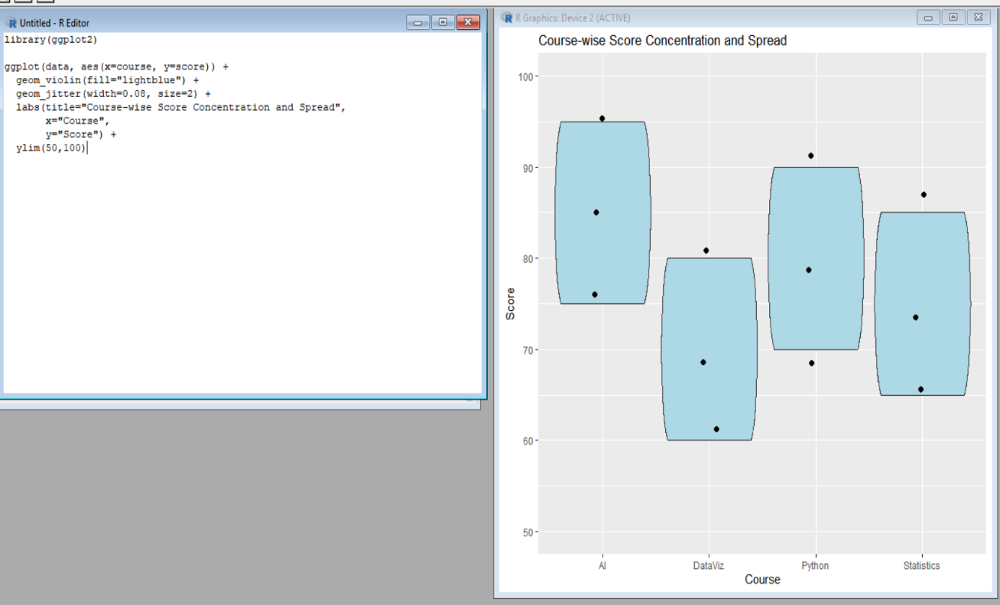 Untitled - R Editor
library(ggplot2)
ggplot(data, aes(x=course, y=score)) +
  geom_violin(fill="lightblue") +
  geom_jitter(width=0.08, size=2) +
  labs(title="Course-wise Score Concentration and Spread",
       x="Course",
       y="Score") +
  ylim(50,100)
R Graphics: Device 2 (ACTIVE)
Course-wise Score Concentration and Spread
100
90
80
70
60
50
Score
AI DataViz Python Statistics
Course